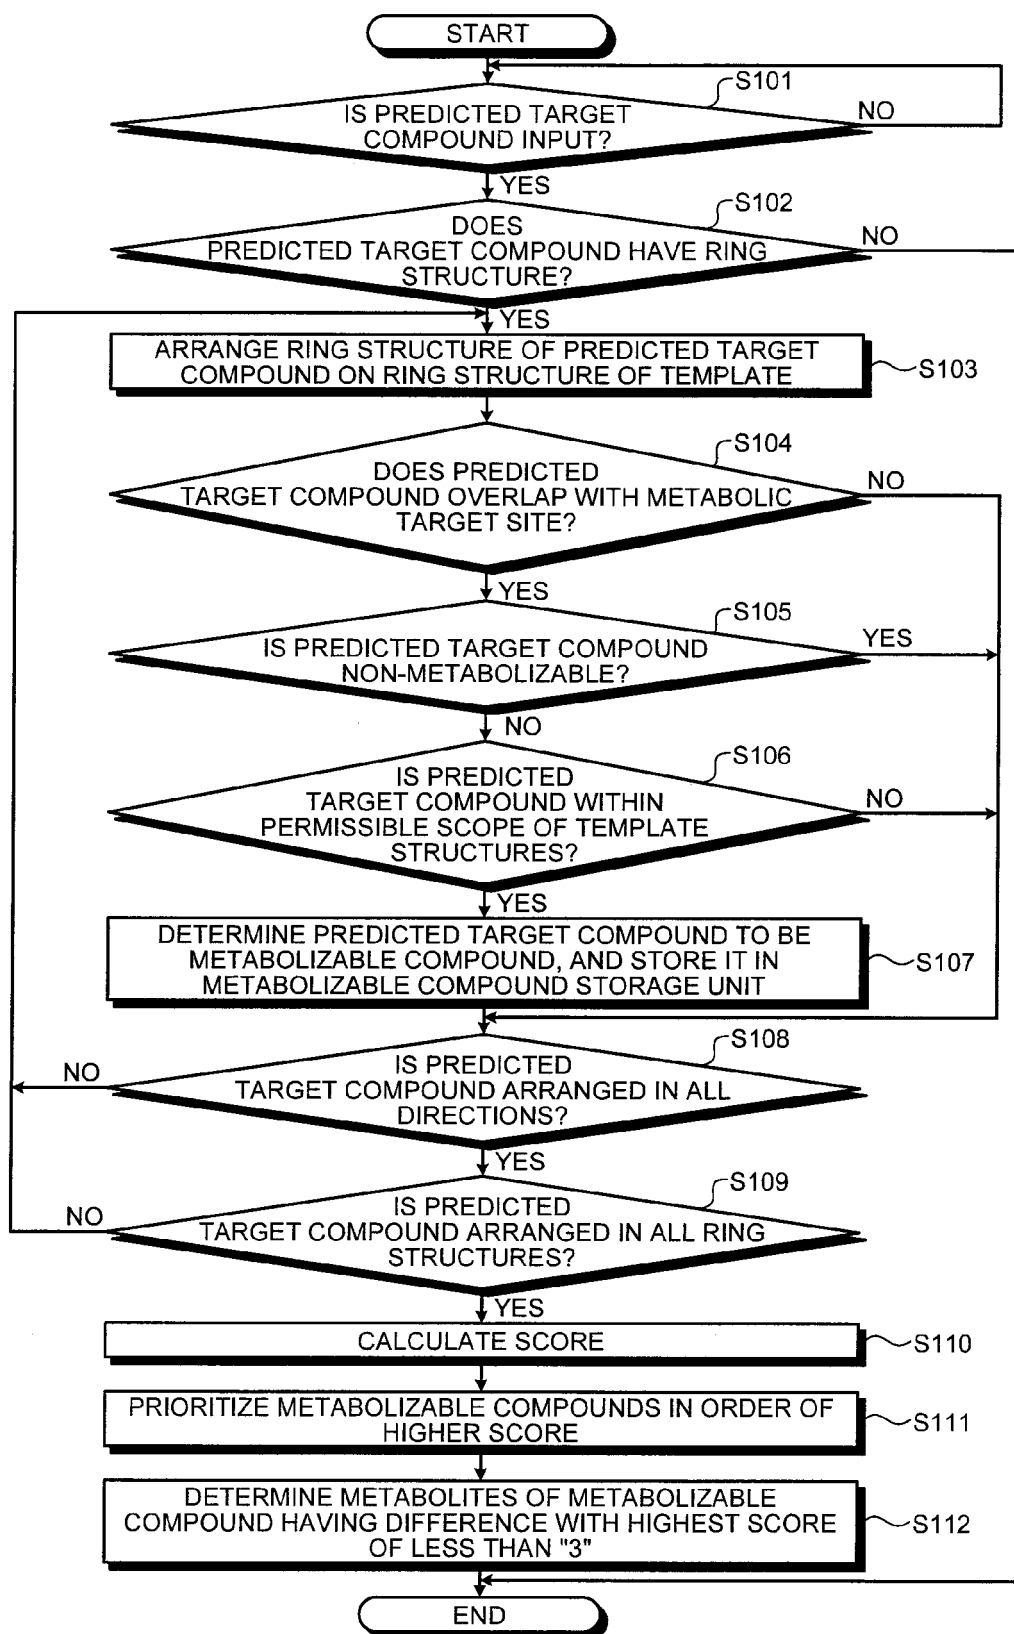 START
S101
IS PREDICTED TARGET
COMPOUND INPUT?
NO
YES
S102
DOES
PREDICTED TARGET COMPOUND HAVE RING
STRUCTURE?
NO
YES
ARRANGE RING STRUCTURE OF PREDICTED TARGET
COMPOUND ON RING STRUCTURE OF TEMPLATE
S103
S104
DOES PREDICTED
TARGET COMPOUND OVERLAP WITH METABOLIC
TARGET SITE?
NO
YES
S105
IS PREDICTED TARGET COMPOUND
NON-METABOLIZABLE?
YES
NO
S106
IS PREDICTED
TARGET COMPOUND WITHIN
PERMISSIBLE SCOPE OF TEMPLATE
STRUCTURES?
NO
YES
DETERMINE PREDICTED TARGET COMPOUND TO BE
METABOLIZABLE COMPOUND, AND STORE IT IN
METABOLIZABLE COMPOUND STORAGE UNIT
S107
S108
IS PREDICTED
TARGET COMPOUND ARRANGED IN ALL
DIRECTIONS?
NO
YES
S109
IS PREDICTED
TARGET COMPOUND ARRANGED IN ALL RING
STRUCTURES?
NO
YES
CALCULATE SCORE
S110
PRIORITIZE METABOLIZABLE COMPOUNDS IN ORDER OF
HIGHER SCORE
S111
DETERMINE METABOLITES OF METABOLIZABLE
COMPOUND HAVING DIFFERENCE WITH HIGHEST SCORE
OF LESS THAN "3"
S112
END